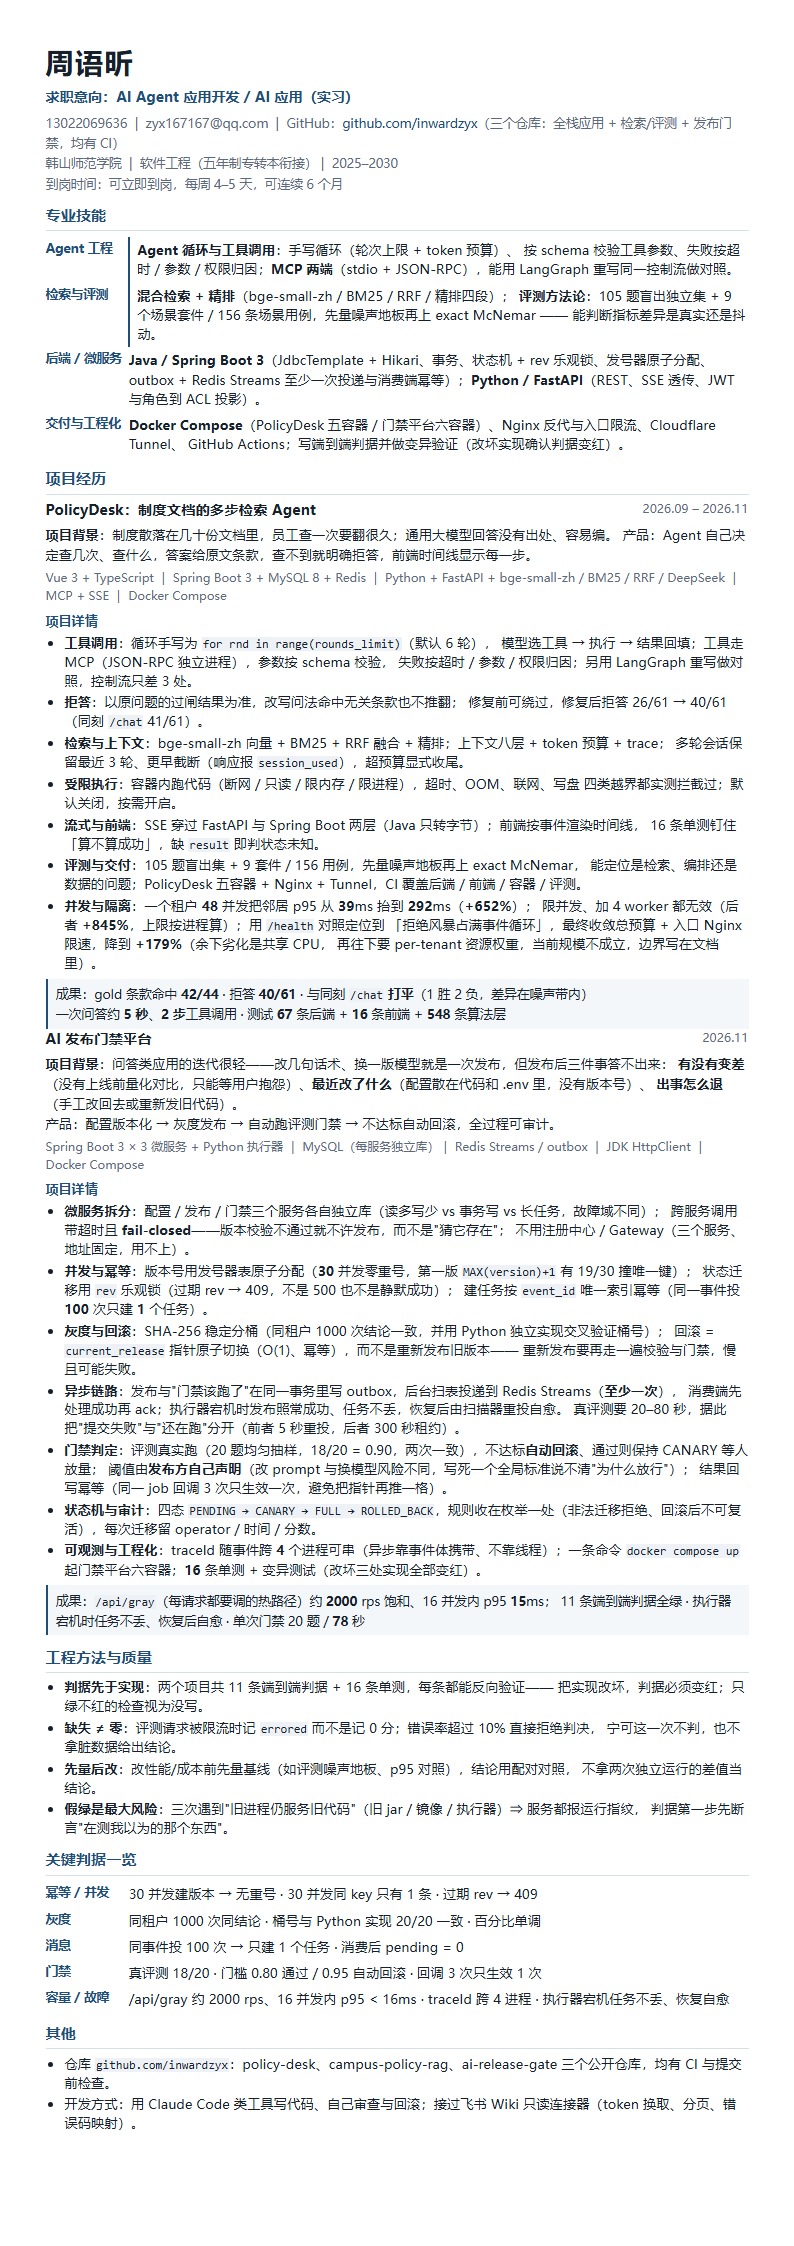 周语昕
求职意向：AI Agent 应用开发 / AI 应用（实习）
13022069636 | zyx167167@qq.com | GitHub：github.com/inwardzyx（三个仓库：全栈应用 + 检索/评测 + 发布门
禁，均有 CI）
韩山师范学院 | 软件工程（五年制专转本衔接） | 2025–2030
到岗时间：可立即到岗，每周 4–5 天，可连续 6 个月
专业技能
Agent 工程 Agent 循环与工具调用：手写循环（轮次上限 + token 预算）、 按 schema 校验工具参数、失败按超
时 / 参数 / 权限归因；MCP 两端（stdio + JSON-RPC），能用 LangGraph 重写同一控制流做对照。
检索与评测 混合检索 + 精排（bge-small-zh / BM25 / RRF / 精排四段）； 评测方法论：105 题盲出独立集 + 9
个场景套件 / 156 条场景用例，先量噪声地板再上 exact McNemar —— 能判断指标差异是真实还是抖
动。
后端 / 微服务 Java / Spring Boot 3（JdbcTemplate + Hikari、事务、状态机 + rev 乐观锁、发号器原子分配、
outbox + Redis Streams 至少一次投递与消费端幂等）；Python / FastAPI（REST、SSE 透传、JWT
与角色到 ACL 投影）。
交付与工程化 Docker Compose（PolicyDesk 五容器 / 门禁平台六容器）、Nginx 反代与入口限流、Cloudflare
Tunnel、 GitHub Actions；写端到端判据并做变异验证（改坏实现确认判据变红）。
项目经历
PolicyDesk：制度文档的多步检索 Agent 2026.09 – 2026.11
项目背景：制度散落在几十份文档里，员工查一次要翻很久；通用大模型回答没有出处、容易编。 产品：Agent 自己决
定查几次、查什么，答案给原文条款，查不到就明确拒答，前端时间线显示每一步。
Vue 3 + TypeScript | Spring Boot 3 + MySQL 8 + Redis | Python + FastAPI + bge-small-zh / BM25 / RRF / DeepSeek |
MCP + SSE | Docker Compose
项目详情
• 工具调用：循环手写为 for rnd in range(rounds_limit)（默认 6 轮）， 模型选工具 → 执行 → 结果回填；工具走
MCP（JSON-RPC 独立进程），参数按 schema 校验， 失败按超时 / 参数 / 权限归因；另用 LangGraph 重写做对
照，控制流只差 3 处。
• 拒答：以原问题的过闸结果为准，改写问法命中无关条款也不推翻； 修复前可绕过，修复后拒答 26/61 → 40/61
（同刻 /chat 41/61）。
• 检索与上下文：bge-small-zh 向量 + BM25 + RRF 融合 + 精排；上下文八层 + token 预算 + trace； 多轮会话保
留最近 3 轮、更早截断（响应报 session_used），超预算显式收尾。
• 受限执行：容器内跑代码（断网 / 只读 / 限内存 / 限进程），超时、OOM、联网、写盘 四类越界都实测拦截过；默
认关闭，按需开启。
• 流式与前端：SSE 穿过 FastAPI 与 Spring Boot 两层（Java 只转字节）；前端按事件渲染时间线， 16 条单测钉住
「算不算成功」，缺 result 即判状态未知。
• 评测与交付：105 题盲出集 + 9 套件 / 156 用例，先量噪声地板再上 exact McNemar， 能定位是检索、编排还是
数据的问题；PolicyDesk 五容器 + Nginx + Tunnel，CI 覆盖后端 / 前端 / 容器 / 评测。
• 并发与隔离：一个租户 48 并发把邻居 p95 从 39ms 抬到 292ms（+652%）； 限并发、加 4 worker 都无效（后
者 +845%，上限按进程算）；用 /health 对照定位到 「拒绝风暴占满事件循环」，最终收敛总预算 + 入口 Nginx
限速，降到 +179%（余下劣化是共享 CPU， 再往下要 per-tenant 资源权重，当前规模不成立，边界写在文档
里）。
成果：gold 条款命中 42/44 · 拒答 40/61 · 与同刻 /chat 打平（1 胜 2 负，差异在噪声带内）
一次问答约 5 秒、2 步工具调用 · 测试 67 条后端 + 16 条前端 + 548 条算法层
AI 发布门禁平台 2026.11
项目背景：问答类应用的迭代很轻——改几句话术、换一版模型就是一次发布，但发布后三件事答不出来： 有没有变差
（没有上线前量化对比，只能等用户抱怨）、最近改了什么（配置散在代码和 .env 里，没有版本号）、 出事怎么退
（手工改回去或重新发旧代码）。
产品：配置版本化 → 灰度发布 → 自动跑评测门禁 → 不达标自动回滚，全过程可审计。
Spring Boot 3 × 3 微服务 + Python 执行器 | MySQL（每服务独立库） | Redis Streams / outbox | JDK HttpClient |
Docker Compose
项目详情
• 微服务拆分：配置 / 发布 / 门禁三个服务各自独立库（读多写少 vs 事务写 vs 长任务，故障域不同）； 跨服务调用
带超时且 fail-closed——版本校验不通过就不许发布，而不是"猜它存在"； 不用注册中心 / Gateway（三个服务、
地址固定，用不上）。
• 并发与幂等：版本号用发号器表原子分配（30 并发零重号，第一版 MAX(version)+1 有 19/30 撞唯一键）； 状态迁
移用 rev 乐观锁（过期 rev → 409，不是 500 也不是静默成功）； 建任务按 event_id 唯一索引幂等（同一事件投
100 次只建 1 个任务）。
• 灰度与回滚：SHA-256 稳定分桶（同租户 1000 次结论一致，并用 Python 独立实现交叉验证桶号）； 回滚 =
current_release 指针原子切换（O(1)、幂等），而不是重新发布旧版本—— 重新发布要再走一遍校验与门禁，慢
且可能失败。
• 异步链路：发布与"门禁该跑了"在同一事务里写 outbox，后台扫表投递到 Redis Streams（至少一次）， 消费端先
处理成功再 ack；执行器宕机时发布照常成功、任务不丢，恢复后由扫描器重投自愈。 真评测要 20–80 秒，据此
把"提交失败"与"还在跑"分开（前者 5 秒重投，后者 300 秒租约）。
• 门禁判定：评测真实跑（20 题均匀抽样，18/20 = 0.90，两次一致），不达标自动回滚、通过则保持 CANARY 等人
放量； 阈值由发布方自己声明（改 prompt 与换模型风险不同，写死一个全局标准说不清"为什么放行"）； 结果回
写幂等（同一 job 回调 3 次只生效一次，避免把指针再推一格）。
• 状态机与审计：四态 PENDING → CANARY → FULL → ROLLED_BACK，规则收在枚举一处（非法迁移拒绝、回滚后不可复
活），每次迁移留 operator / 时间 / 分数。
• 可观测与工程化：traceId 随事件跨 4 个进程可串（异步靠事件体携带、不靠线程）；一条命令 docker compose up
起门禁平台六容器；16 条单测 + 变异测试（改坏三处实现全部变红）。
成果：/api/gray（每请求都要调的热路径）约 2000 rps 饱和、16 并发内 p95 15ms； 11 条端到端判据全绿 · 执行器
宕机时任务不丢、恢复后自愈 · 单次门禁 20 题 / 78 秒
工程方法与质量
• 判据先于实现：两个项目共 11 条端到端判据 + 16 条单测，每条都能反向验证—— 把实现改坏，判据必须变红；只
绿不红的检查视为没写。
• 缺失 ≠ 零：评测请求被限流时记 errored 而不是记 0 分；错误率超过 10% 直接拒绝判决， 宁可这一次不判，也不
拿脏数据给出结论。
• 先量后改：改性能/成本前先量基线（如评测噪声地板、p95 对照），结论用配对对照， 不拿两次独立运行的差值当
结论。
• 假绿是最大风险：三次遇到"旧进程仍服务旧代码"（旧 jar / 镜像 / 执行器）⇒ 服务都报运行指纹， 判据第一步先断
言"在测我以为的那个东西"。
关键判据一览
幂等 / 并发 30 并发建版本 → 无重号 · 30 并发同 key 只有 1 条 · 过期 rev → 409
灰度 同租户 1000 次同结论 · 桶号与 Python 实现 20/20 一致 · 百分比单调
消息 同事件投 100 次 → 只建 1 个任务 · 消费后 pending = 0
门禁 真评测 18/20 · 门槛 0.80 通过 / 0.95 自动回滚 · 回调 3 次只生效 1 次
容量 / 故障 /api/gray 约 2000 rps、16 并发内 p95 < 16ms · traceId 跨 4 进程 · 执行器宕机任务不丢、恢复自愈
其他
• 仓库 github.com/inwardzyx：policy-desk、campus-policy-rag、ai-release-gate 三个公开仓库，均有 CI 与提交
前检查。
• 开发方式：用 Claude Code 类工具写代码、自己审查与回滚；接过飞书 Wiki 只读连接器（token 换取、分页、错
误码映射）。